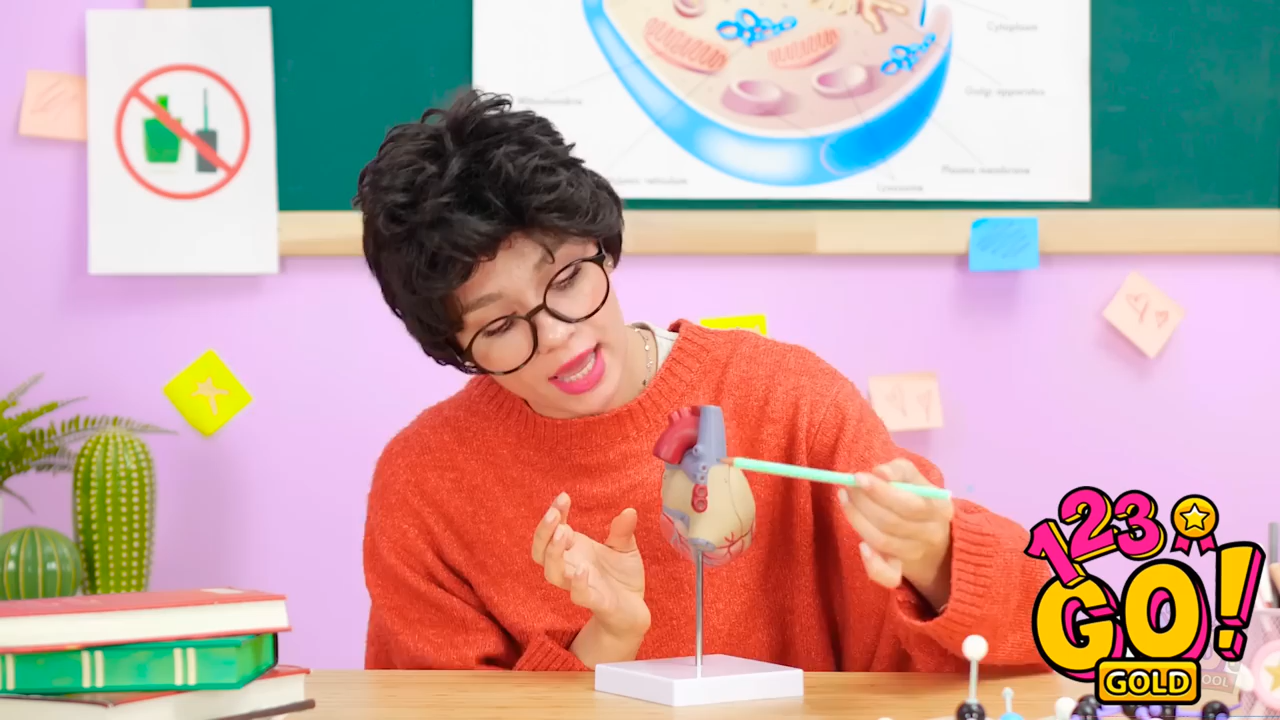 Cytoplasm
Mitochondria
Golgi apparatus
Plasma membrane
Lysosome
123
GO!
GOLD